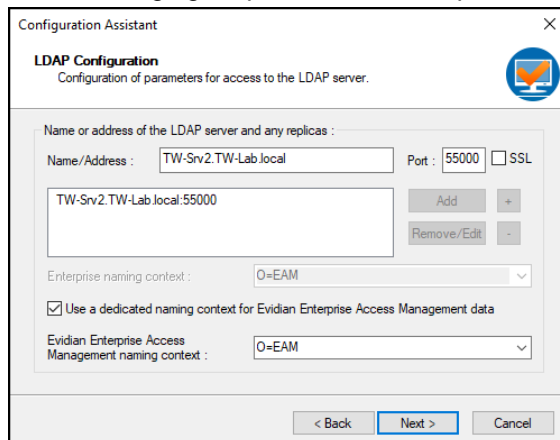 Configuration Assistant
LDAP Configuration
Configuration of parameters for access to the LDAP server.
Name or address of the LDAP server and any replicas :
Name/Address : TW-Srv2.TW-Lab.local Port : 55000 SSL
TW-Srv2.TW-Lab.local:55000
Add +
Remove/Edit -
Enterprise naming context : O=EAM
Use a dedicated naming context for Evidian Enterprise Access Management data
Evidian Enterprise Access
Management naming context : O=EAM
< Back Next > Cancel